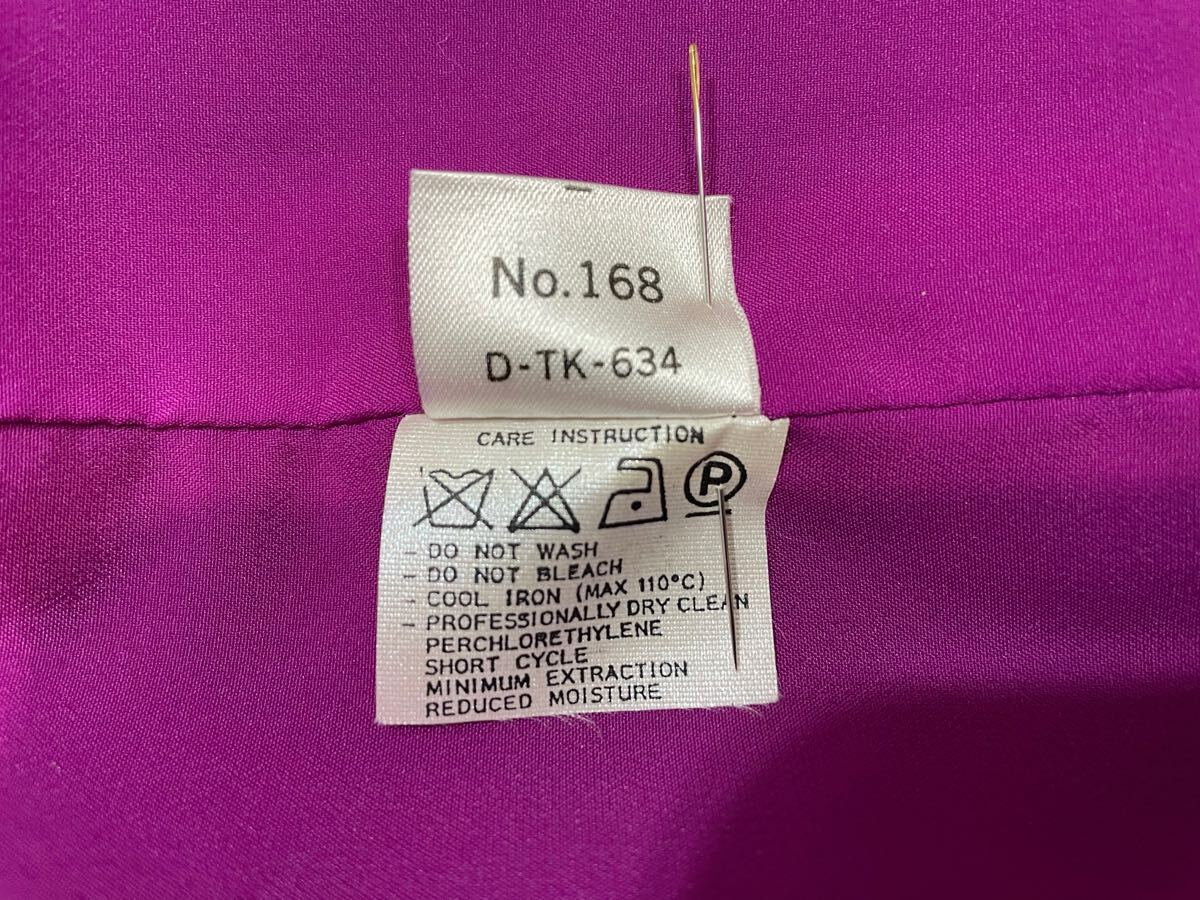 No.168
D-TK-634
CARE INSTRUCTION
P
- DO NOT WASH
- DO NOT BLEACH
- COOL IRON (MAX 110°C)
- PROFESSIONALLY DRY CLEAN
PERCHLORETHYLENE
SHORT CYCLE
MINIMUM EXTRACTION
REDUCED MOISTURE